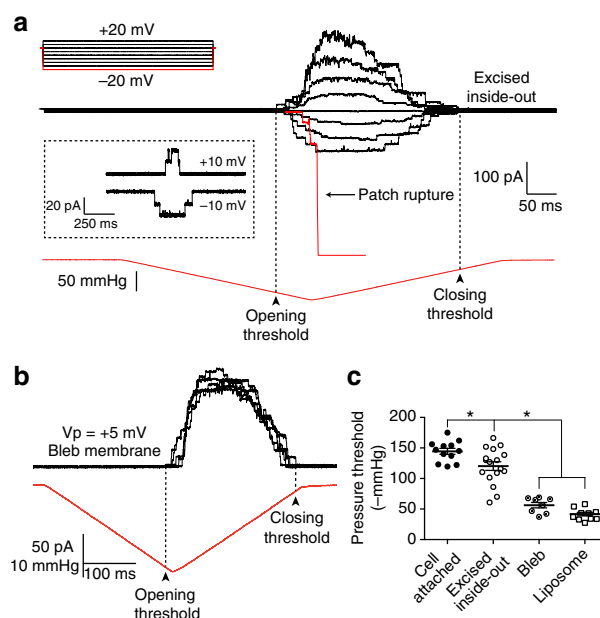 a
+20 mV
−20 mV
Excised
inside-out
+10 mV
−10 mV
20 pA
250 ms
Patch rupture
100 pA
50 ms
50 mmHg
Opening
threshold
Closing
threshold
b
Vp = +5 mV
Bleb membrane
50 pA
10 mmHg
100 ms
Opening
threshold
Closing
threshold
c
Pressure threshold
(−mmHg)
200
150
100
50
0
* *
Cell
attached
Excised
inside-out
Bleb
Liposome